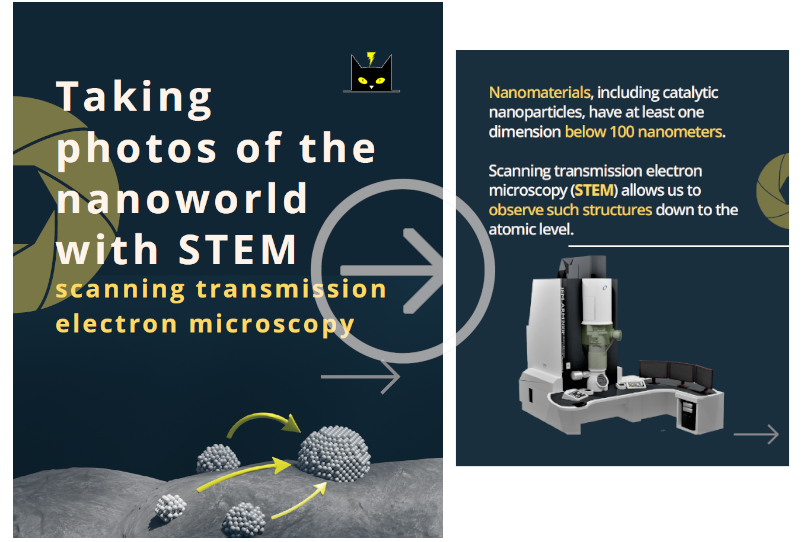 Taking
photos of the
nanoworld
with STEM
scanning transmission
electron microscopy
Nanomaterials, including catalytic
nanoparticles, have at least one
dimension below 100 nanometers.
Scanning transmission electron
microscopy (STEM) allows us to
observe such structures down to the
atomic level.